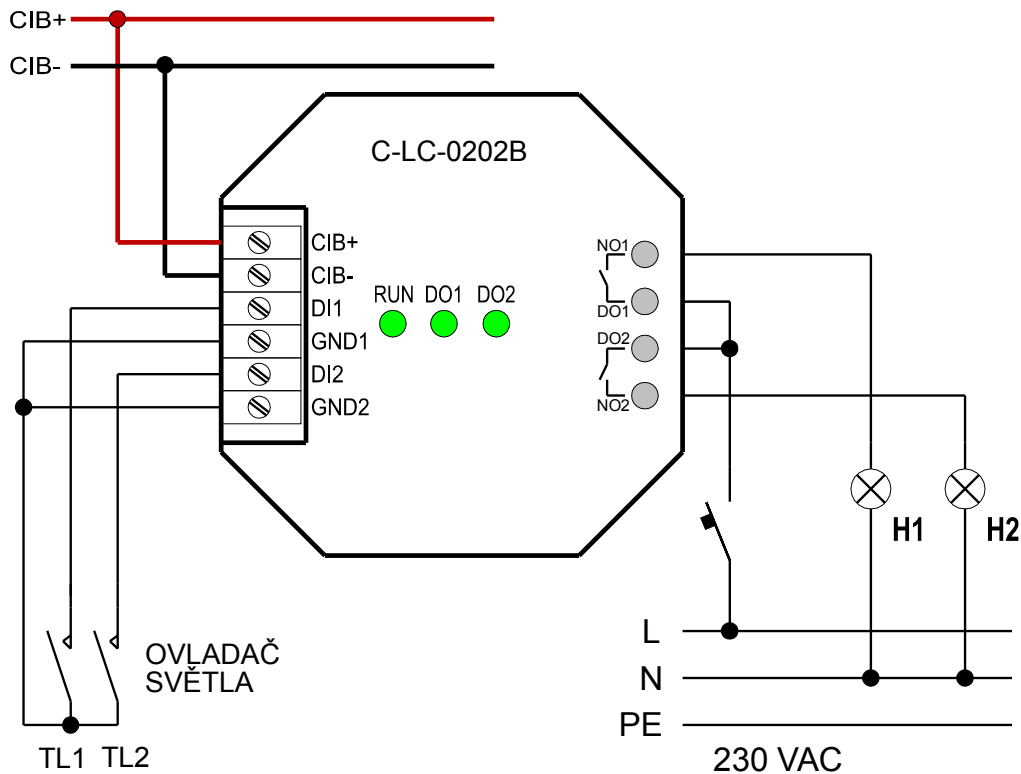 CIB+
CIB-
C-LC-0202B
CIB+
CIB-
DI1
GND1
DI2
GND2
RUN DO1 DO2
NO1
DO1
DO2
NO2
H1 H2
OVLADAČ
SVĚTLA
TL1 TL2
L
N
PE
230 VAC